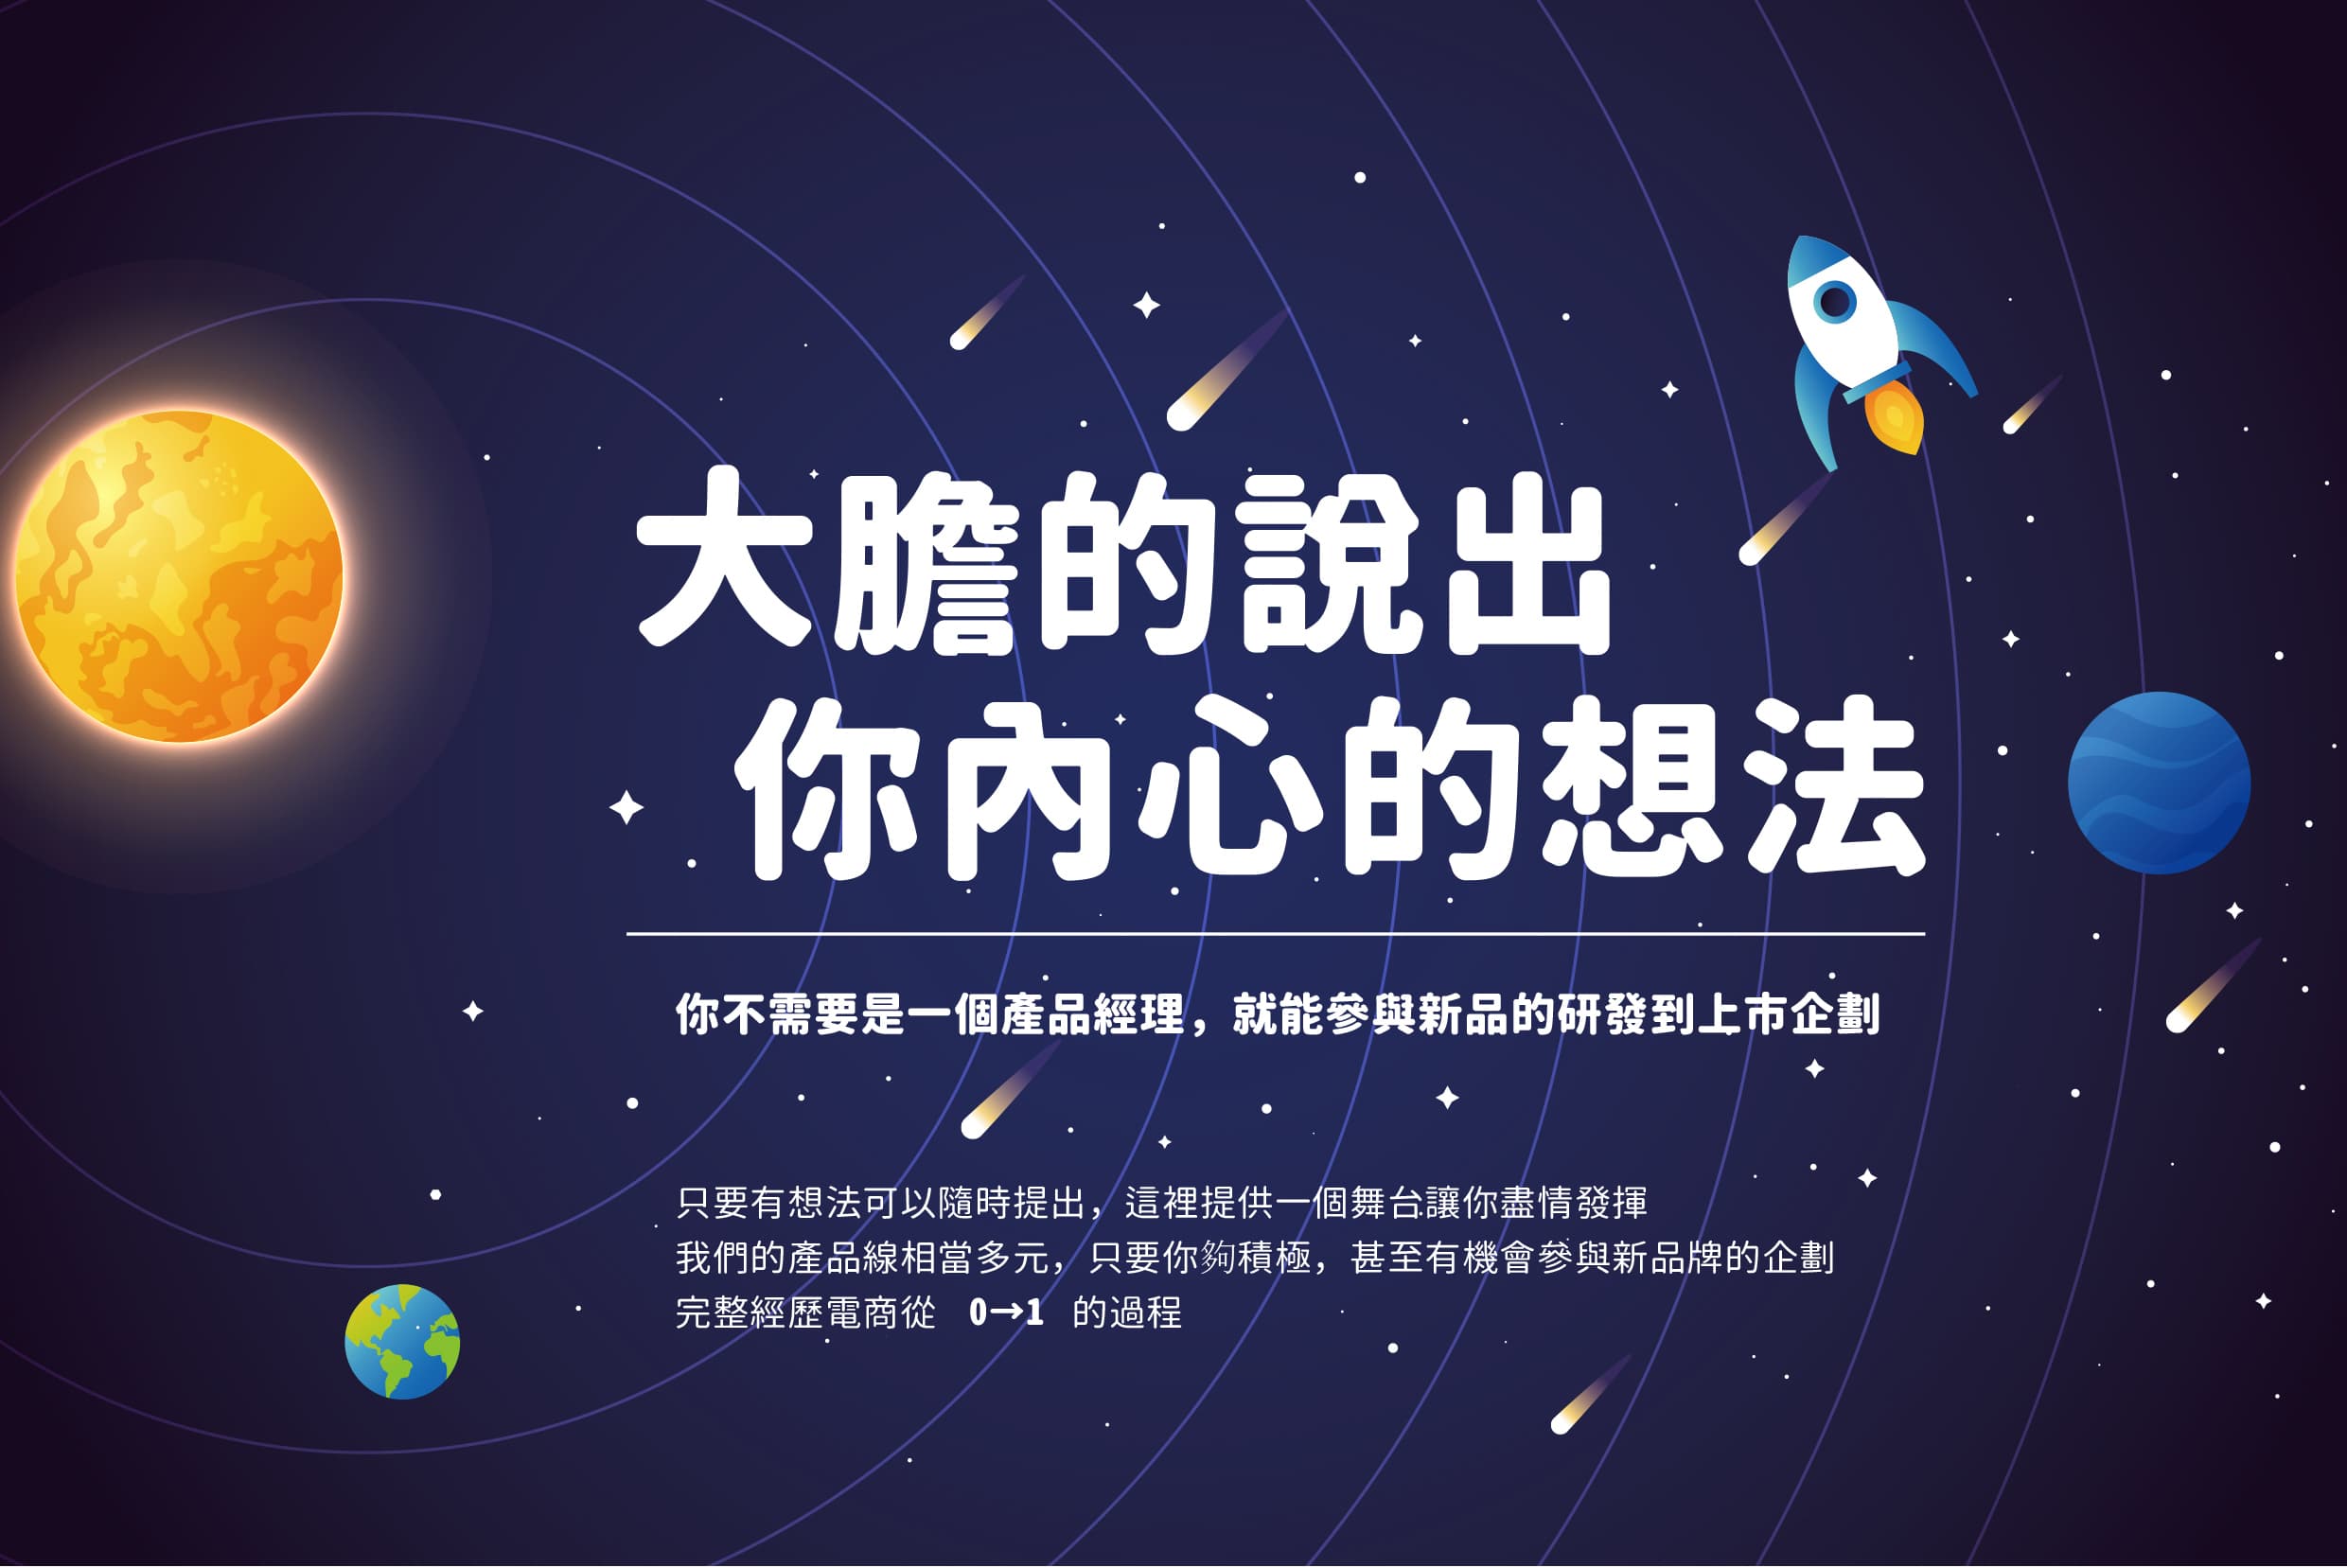 大膽的說出
你內心的想法
你不需要是一個產品經理，就能參與新品的研發到上市企劃
只要有想法可以隨時提出，這裡提供一個舞台讓你盡情發揮
我們的產品線相當多元，只要你夠積極，甚至有機會參與新品牌的企劃
完整經歷電商從 0→1 的過程